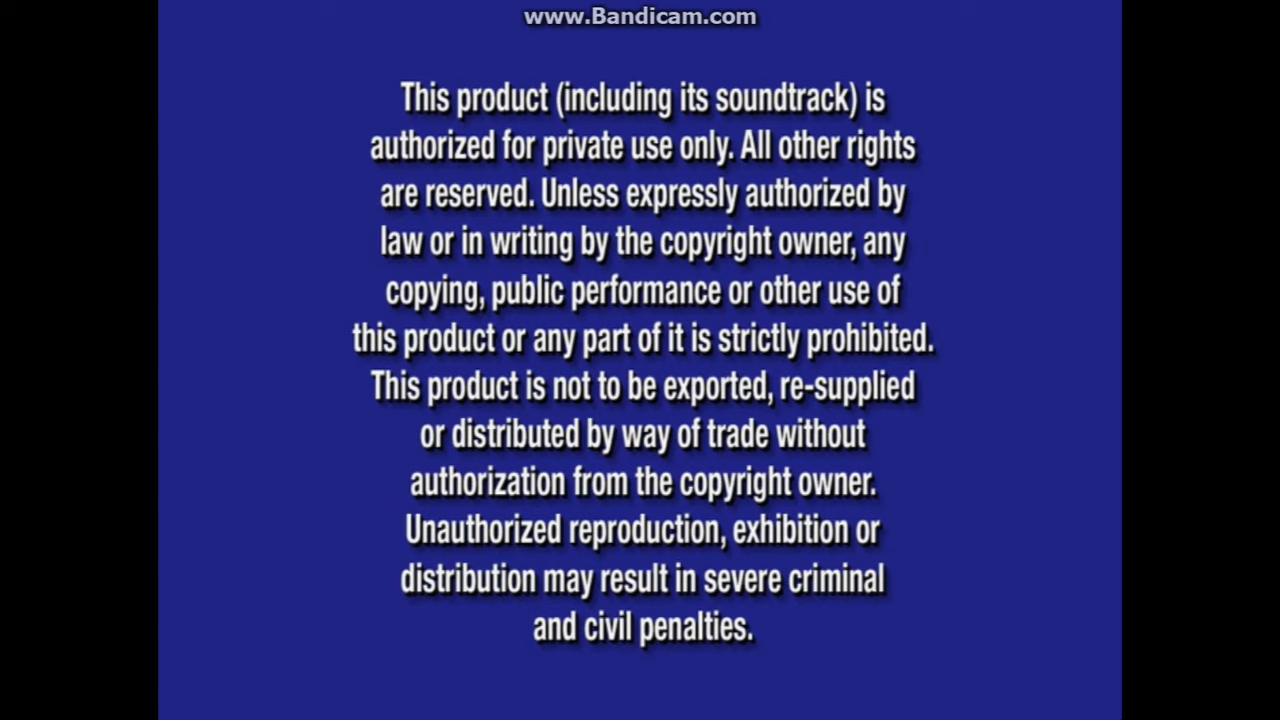 www.Bandicam.com
This product (including its soundtrack) is
authorized for private use only. All other rights
are reserved. Unless expressly authorized by
law or in writing by the copyright owner, any
copying, public performance or other use of
this product or any part of it is strictly prohibited.
This product is not to be exported, re-supplied
or distributed by way of trade without
authorization from the copyright owner.
Unauthorized reproduction, exhibition or
distribution may result in severe criminal
and civil penalties.